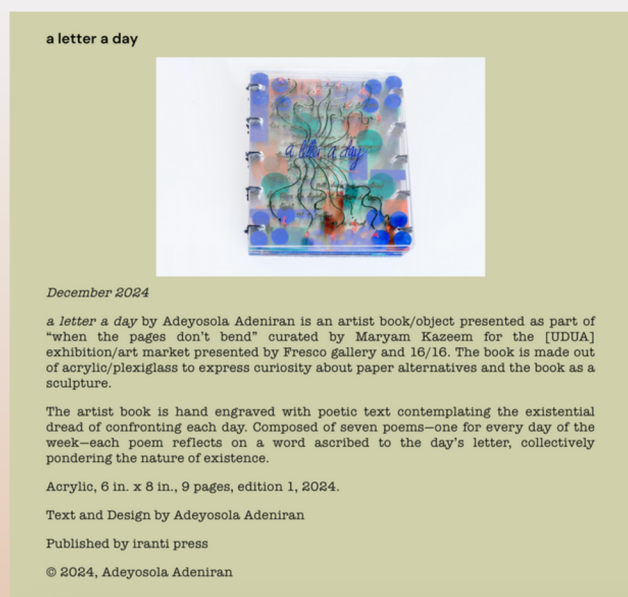 a letter a day
a letter a day
December 2024
a letter a day by Adeyosola Adeniran is an artist book/object presented as part of
“when the pages don’t bend” curated by Maryam Kazeem for the [UDUA]
exhibition/art market presented by Fresco gallery and 16/16. The book is made out
of acrylic/plexiglass to express curiosity about paper alternatives and the book as a
sculpture.
The artist book is hand engraved with poetic text contemplating the existential
dread of confronting each day. Composed of seven poems—one for every day of the
week—each poem reflects on a word ascribed to the day’s letter, collectively
pondering the nature of existence.
Acrylic, 6 in. x 8 in., 9 pages, edition 1, 2024.
Text and Design by Adeyosola Adeniran
Published by iranti press
© 2024, Adeyosola Adeniran